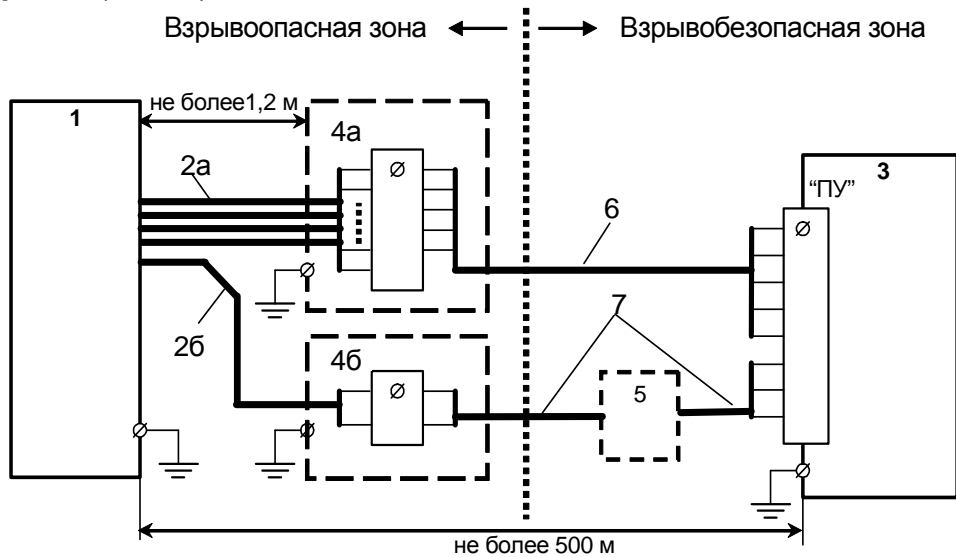 Взрывоопасная зона
Взрывобезопасная зона
не более1,2 м
1
4а
2а
3
“ПУ”
6
2б
7
4б
5
не более 500 м